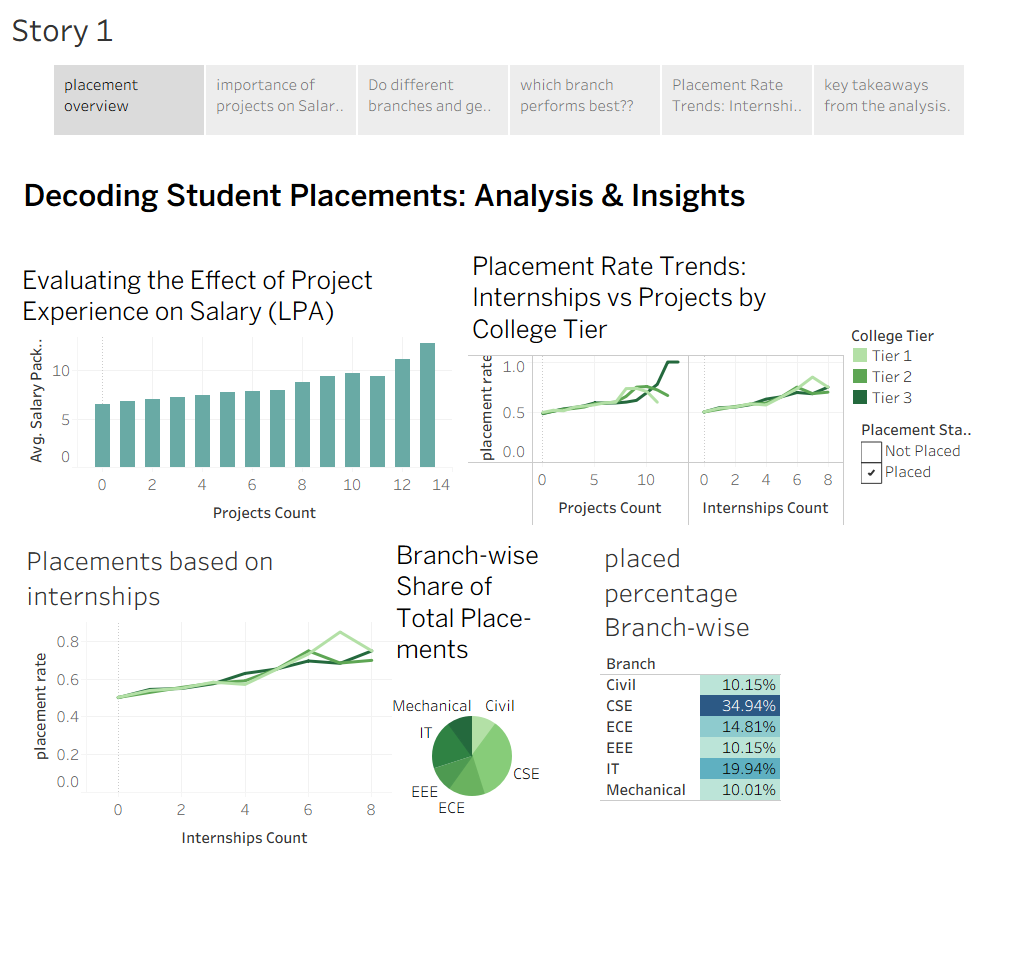 Story 1
placement
overview
importance of
projects on Salar..
Do different
branches and ge..
which branch
performs best??
Placement Rate
Trends: Internshi..
key takeaways
from the analysis.
Decoding Student Placements: Analysis & Insights
Evaluating the Effect of Project
Experience on Salary (LPA)
Avg. Salary Pack..
10
5
0
0 2 4 6 8 10 12 14
Projects Count
Placement Rate Trends:
Internships vs Projects by
College Tier
placement rate
1.0
0.5
0.0
0 5 10
Projects Count
0 2 4 6 8
Internships Count
College Tier
Tier 1
Tier 2
Tier 3
Placement Sta..
Not Placed
Placed
Placements based on
internships
placement rate
0.8
0.6
0.4
0.2
0.0
0 2 4 6 8
Internships Count
Branch-wise
Share of
Total Place-
ments
Mechanical Civil
IT
CSE
EEE
ECE
placed
percentage
Branch-wise
Branch
Civil 10.15%
CSE 34.94%
ECE 14.81%
EEE 10.15%
IT 19.94%
Mechanical 10.01%